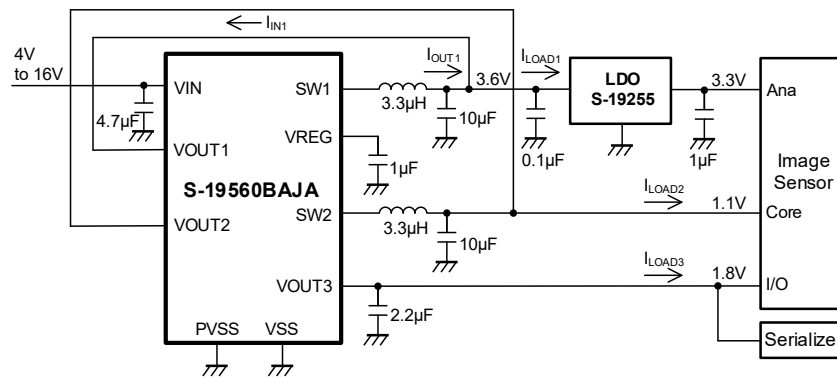 4V
to 16V
I_IN1
VIN
4.7μF
VOUT1
S-19560BAJA
VOUT2
PVSS
VSS
SW1
3.3μH
VREG
1μF
SW2
3.3μH
VOUT3
2.2μF
I_OUT1
3.6V
10μF
I_LOAD1
0.1μF
LDO
S-19255
3.3V
1μF
10μF
I_LOAD2
1.1V
I_LOAD3
1.8V
Ana
Image
Sensor
Core
I/O
Serialize